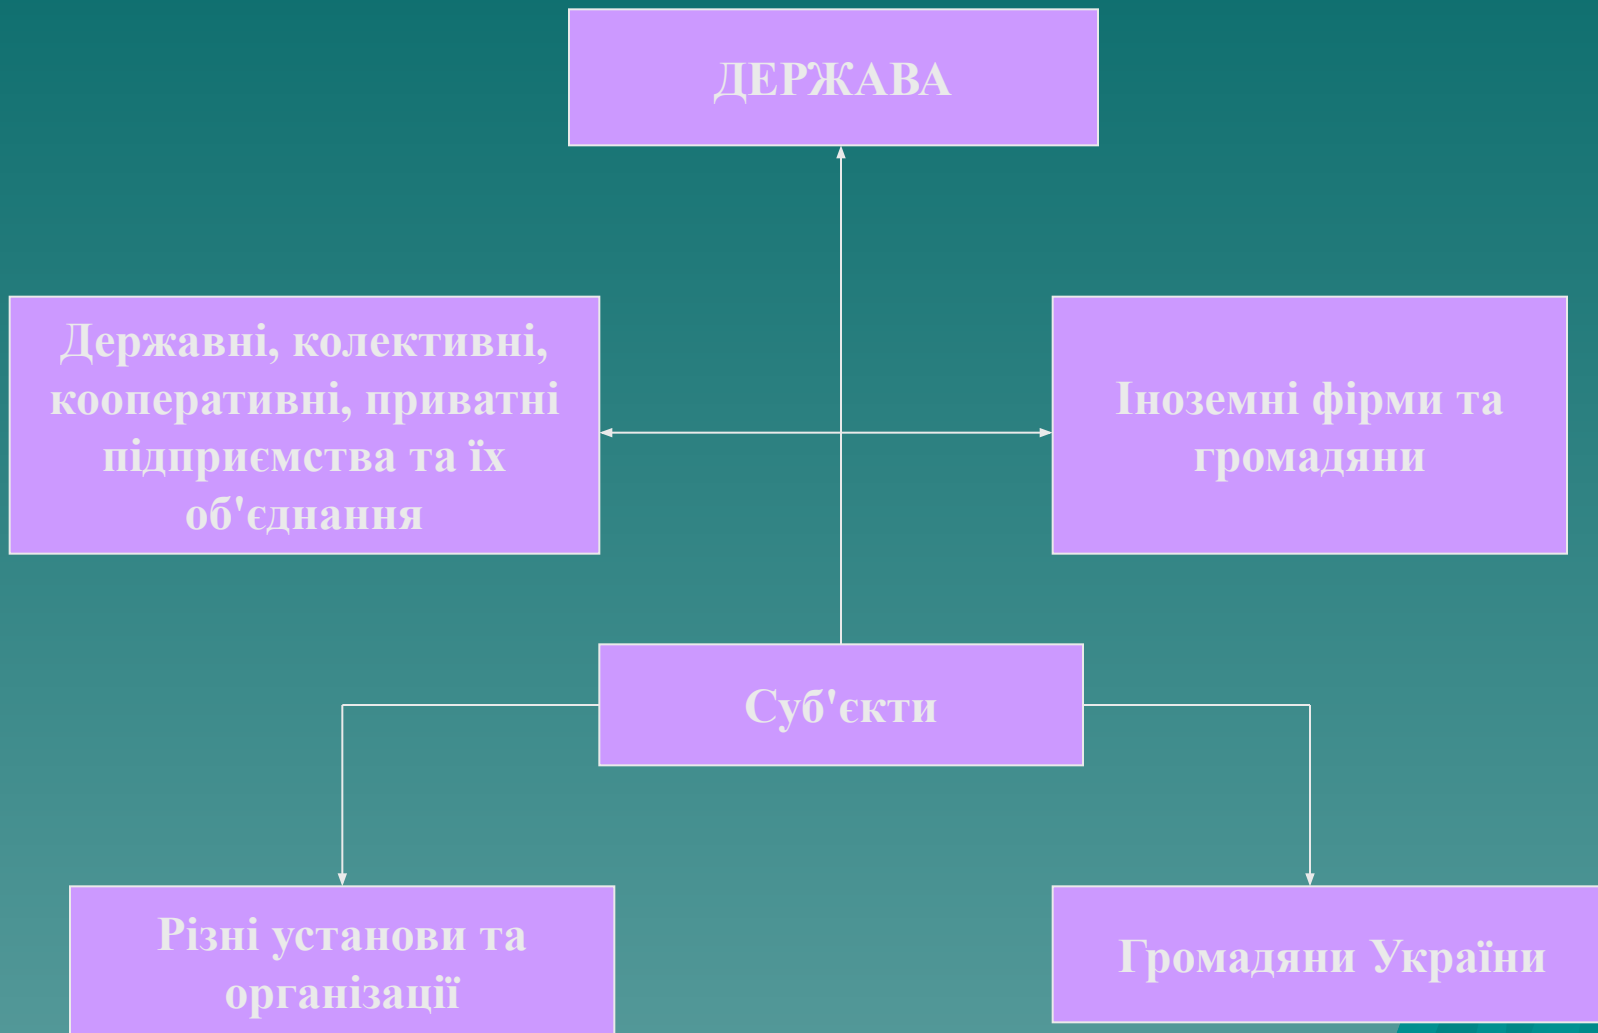 ДЕРЖАВА
Державні, колективні,
кооперативні, приватні
підприємства та їх
об'єднання
Іноземні фірми та
громадяни
Суб'єкти
Різні установи та
організації
Громадяни України